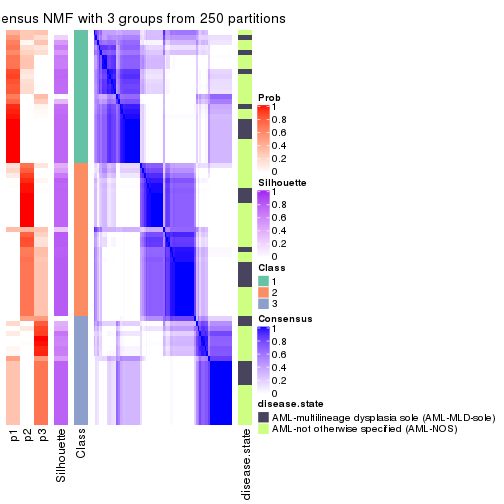 ensus NMF with 3 groups from 250 partitions
Prob
1
0.8
0.6
0.4
0.2
0
Silhouette
1
0.8
0.6
0.4
0.2
0
Class
1
2
3
Consensus
1
0.8
0.6
0.4
0.2
0
disease.state
AML-multilineage dysplasia sole (AML-MLD-sole)
AML-not otherwise specified (AML-NOS)
p1
p2
p3
Silhouette
Class
disease.state